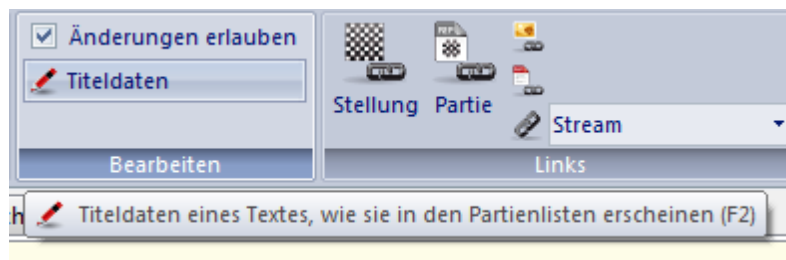 Änderungen erlauben
Titeldaten
Bearbeiten
Stellung
Partie
Stream
Links
Titeldaten eines Textes, wie sie in den Partienlisten erscheinen (F2)